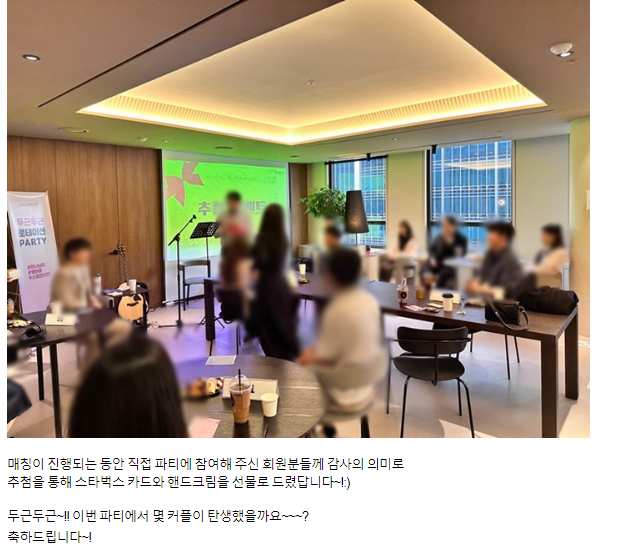 두근두근
로테이션
PARTY
추첨
매칭이 진행되는 동안 직접 파티에 참여해 주신 회원분들께 감사의 의미로
추첨을 통해 스타벅스 카드와 핸드크림을 선물로 드렸답니다~!:)
두근두근~!! 이번 파티에서 몇 커플이 탄생했을까요~~~?
축하드립니다~!